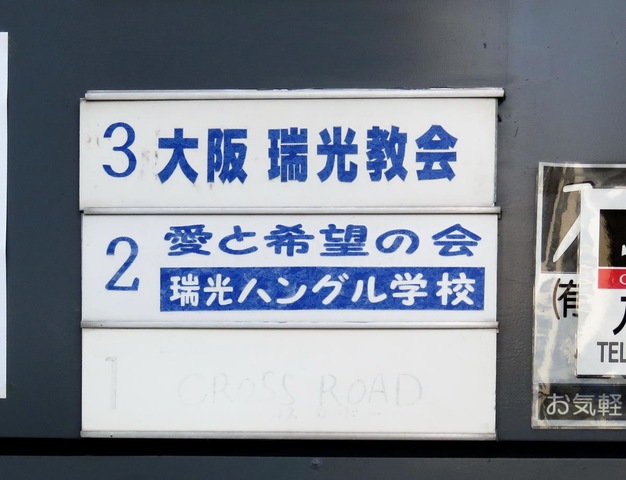 3 大阪 瑞光教会
2 愛と希望の会
瑞光ハングル学校
1 CROSS ROAD
(有
TEL
お気軽